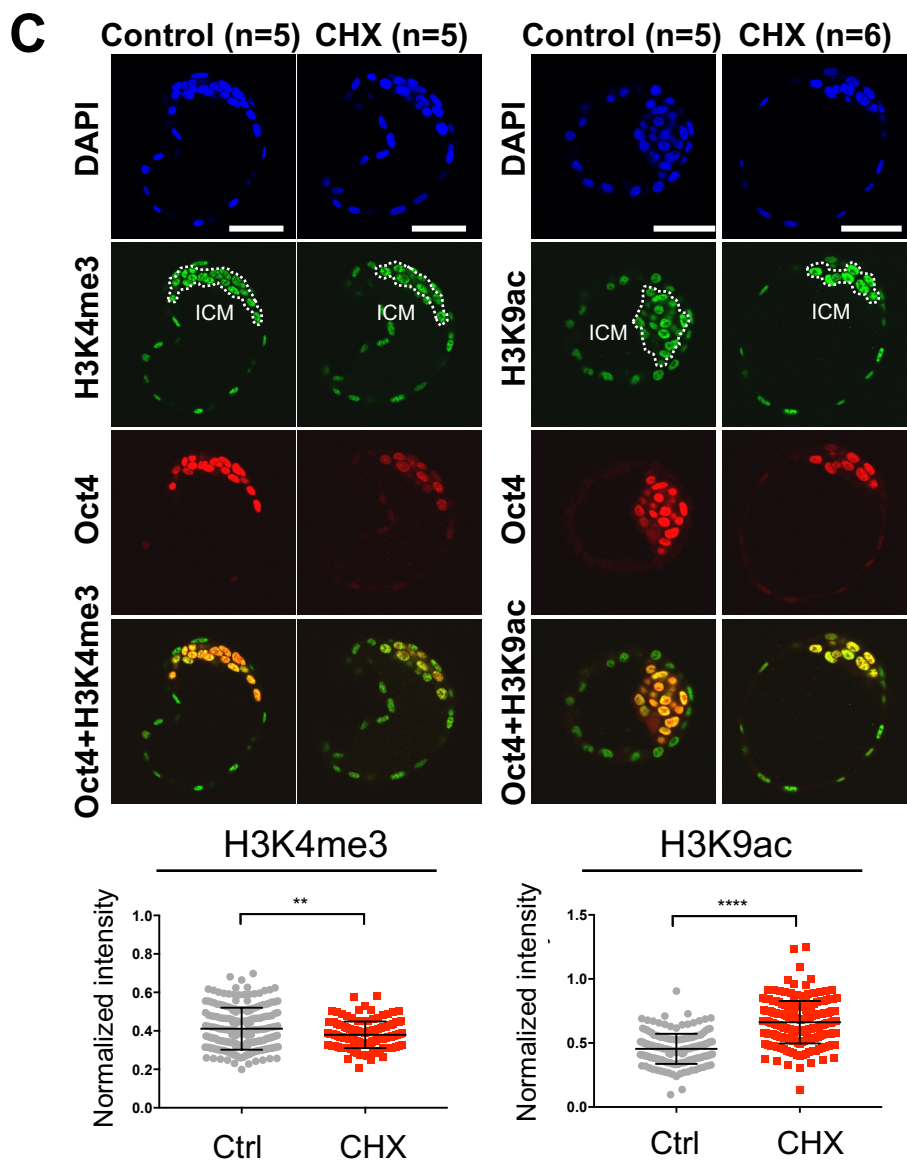 C
Control (n=5) CHX (n=5) Control (n=5) CHX (n=6)
DAPI
DAPI
H3K4me3
ICM
ICM
H3K9ac
ICM
ICM
Oct4
Oct4
Oct4+H3K4me3
Oct4+H3K9ac
H3K4me3
Normalized intensity
1.0
0.8
0.6
0.4
0.2
0.0
**
Ctrl
CHX
H3K9ac
Normalized intensity
1.5
1.0
0.5
0.0
****
Ctrl
CHX